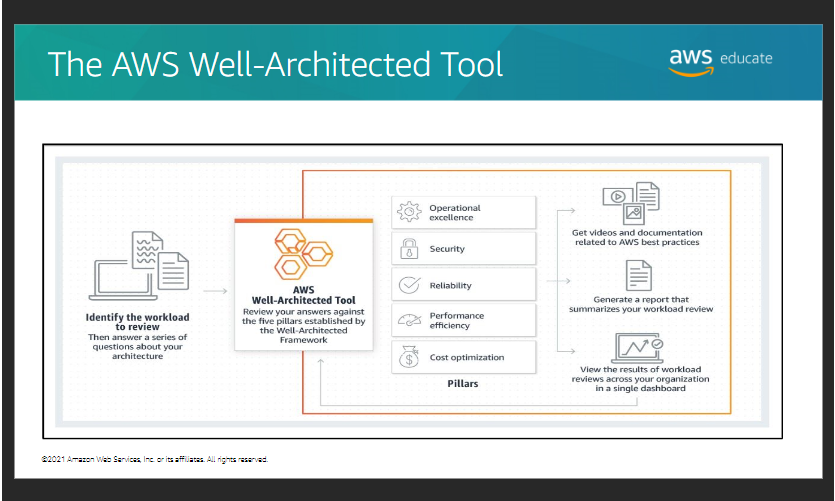 The AWS Well-Architected Tool
aws educate
Identify the workload
to review
Then answer a series of
questions about your
architecture
AWS
Well-Architected Tool
Review your answers against
the five pillars established by
the Well-Architected
Framework
Operational
excellence
Security
Reliability
Performance
efficiency
Cost optimization
Pillars
Get videos and documentation
related to AWS best practices
Generate a report that
summarizes your workload review
View the results of workload
reviews across your organization
in a single dashboard
©2021 Amazon Web Services, Inc. or its affiliates. All rights reserved.